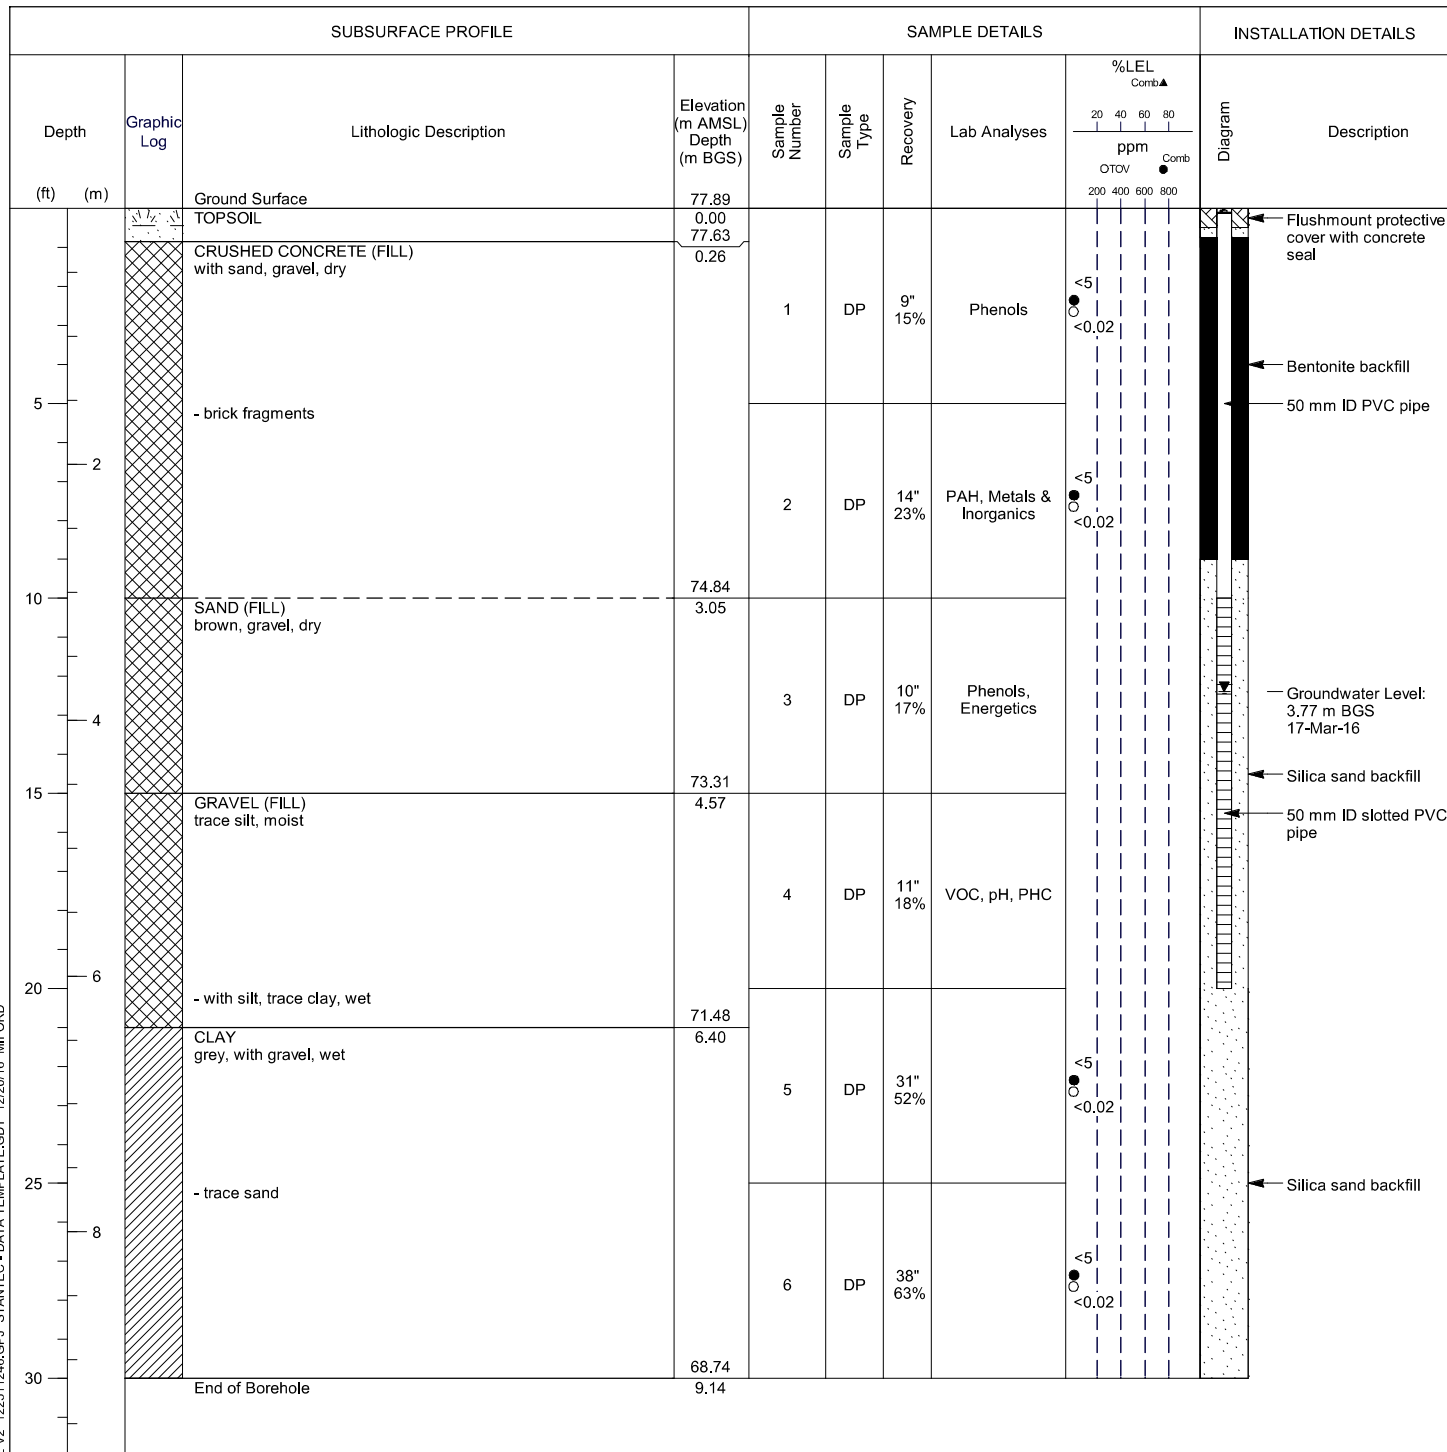 SUBSURFACE PROFILE
SAMPLE DETAILS
INSTALLATION DETAILS
Depth
(ft) (m)
Graphic
Log
Lithologic Description
Elevation
(m AMSL)
Depth
(m BGS)
Sample
Number
Sample
Type
Recovery
Lab Analyses
%LEL
Comb▲
20 40 60 80
ppm
○TOV ● Comb
200 400 600 800
Diagram
Description
Ground Surface 77.89
TOPSOIL 0.00
77.63
CRUSHED CONCRETE (FILL) 0.26
with sand, gravel, dry
- brick fragments
74.84
SAND (FILL) 3.05
brown, gravel, dry
73.31
GRAVEL (FILL) 4.57
trace silt, moist
- with silt, trace clay, wet
71.48
CLAY 6.40
grey, with gravel, wet
- trace sand
68.74
End of Borehole 9.14
5
2
10
4
15
6
20
25
8
30
1 DP 9"
15%
Phenols
<5
<0.02
2 DP 14"
23%
PAH, Metals &
Inorganics
<5
<0.02
3 DP 10"
17%
Phenols,
Energetics
4 DP 11"
18%
VOC, pH, PHC
5 DP 31"
52%
<5
<0.02
6 DP 38"
63%
<5
<0.02
Flushmount protective
cover with concrete
seal
Bentonite backfill
50 mm ID PVC pipe
Groundwater Level:
3.77 m BGS
17-Mar-16
Silica sand backfill
50 mm ID slotted PVC
pipe
Silica sand backfill